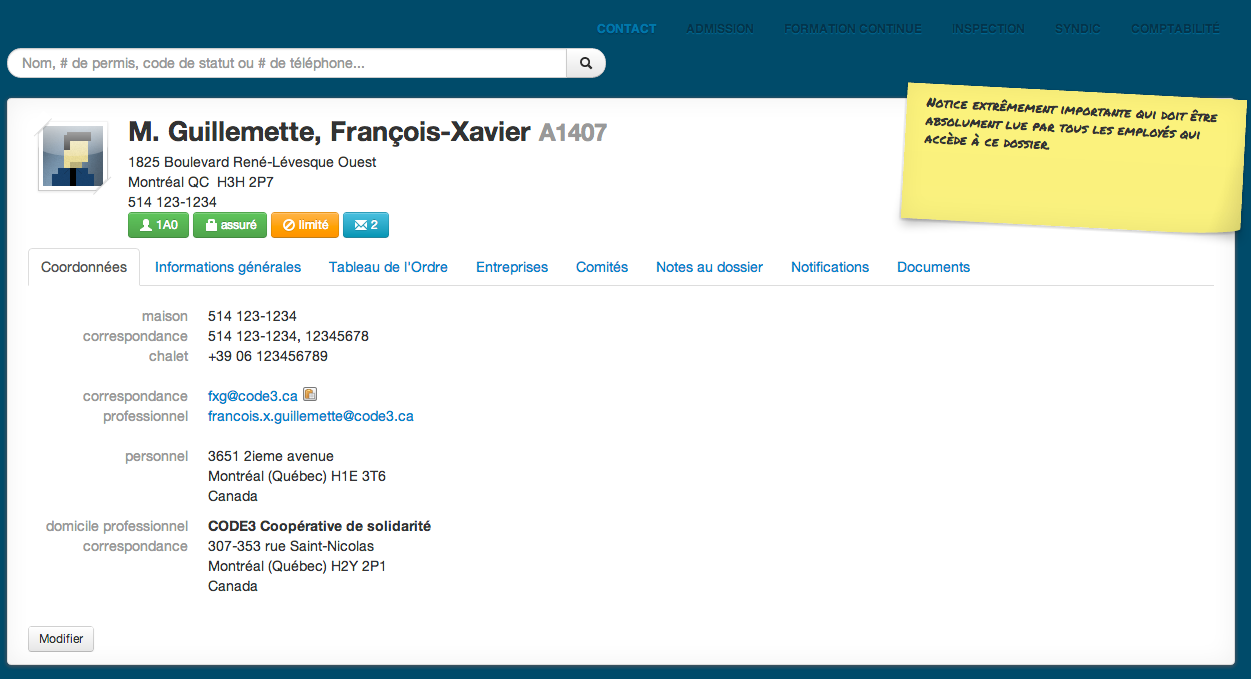 CONTACT ADMISSION FORMATION CONTINUE INSPECTION SYNDIC COMPTABILITÉ
Nom, # de permis, code de statut ou # de téléphone...
Notice extrêmement importante qui doit être
absolument lue par tous les employés qui
accède à ce dossier.
M. Guillemette, François-Xavier A1407
1825 Boulevard René-Lévesque Ouest
Montréal QC H3H 2P7
514 123-1234
1A0 assuré limité 2
Coordonnées Informations générales Tableau de l'Ordre Entreprises Comités Notes au dossier Notifications Documents
maison 514 123-1234
correspondance 514 123-1234, 12345678
chalet +39 06 123456789
correspondance fxg@code3.ca
professionnel francois.x.guillemette@code3.ca
personnel 3651 2ieme avenue
Montréal (Québec) H1E 3T6
Canada
domicile professionnel CODE3 Coopérative de solidarité
correspondance 307-353 rue Saint-Nicolas
Montréal (Québec) H2Y 2P1
Canada
Modifier